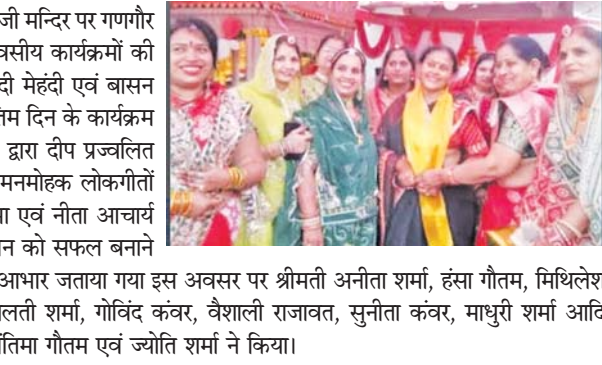 जी मन्दिर पर गणगौर
वसीय कार्यक्रमों की
दी मेहंदी एवं बासन
तिम दिन के कार्यक्रम
द्वारा दीप प्रज्वलित
मनमोहक लोकगीतों
या एवं नीता आचार्य
न को सफल बनाने
आभार जताया गया इस अवसर पर श्रीमती अनीता शर्मा, हंसा गौतम, मिथिलेश
लती शर्मा, गोविंद कंवर, वैशाली राजावत, सुनीता कंवर, माधुरी शर्मा आदि
तिमा गौतम एवं ज्योति शर्मा ने किया।